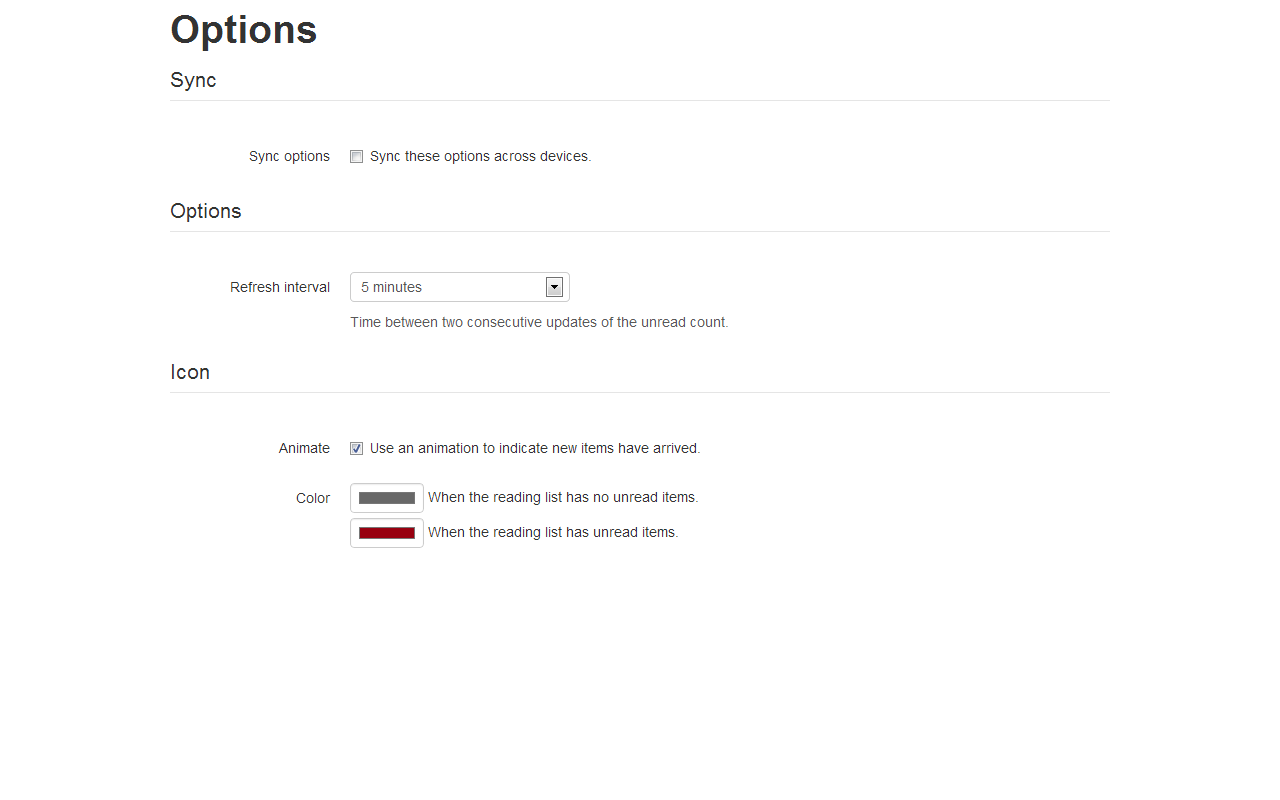 Options
Sync
Sync options Sync these options across devices.
Options
Refresh interval 5 minutes
Time between two consecutive updates of the unread count.
Icon
Animate Use an animation to indicate new items have arrived.
Color When the reading list has no unread items.
When the reading list has unread items.